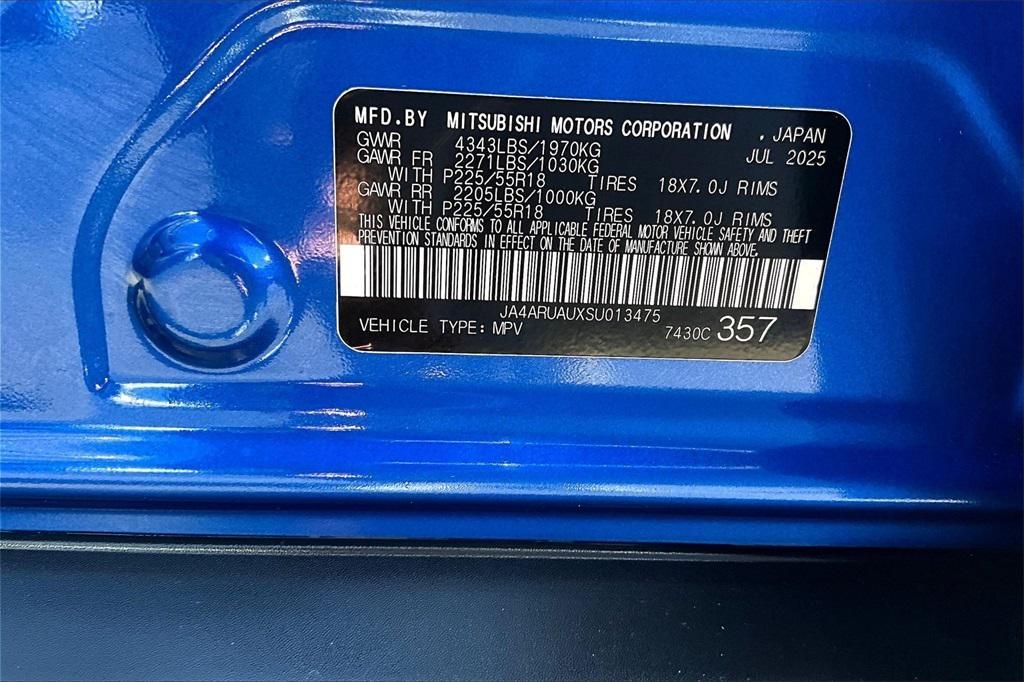 MFD.BY MITSUBISHI MOTORS CORPORATION , JAPAN
GWWR 4343LBS/1970KG JUL 2025
GAWR FR 2271LBS/1030KG
WITH P225/55R18 TIRES 18X7.0J RIMS
GAWR RR 2205LBS/1000KG
WITH P225/55R18 TIRES 18X7.0J RIMS
THIS VEHICLE CONFORMS TO ALL APPLICABLE FEDERAL MOTOR VEHICLE SAFETY AND THEFT
PREVENTION STANDARDS IN EFFECT ON THE DATE OF MANUFACTURE SHOWN ABOVE.
JA4ARUAUXSU013475
VEHICLE TYPE: MPV 7430C 357